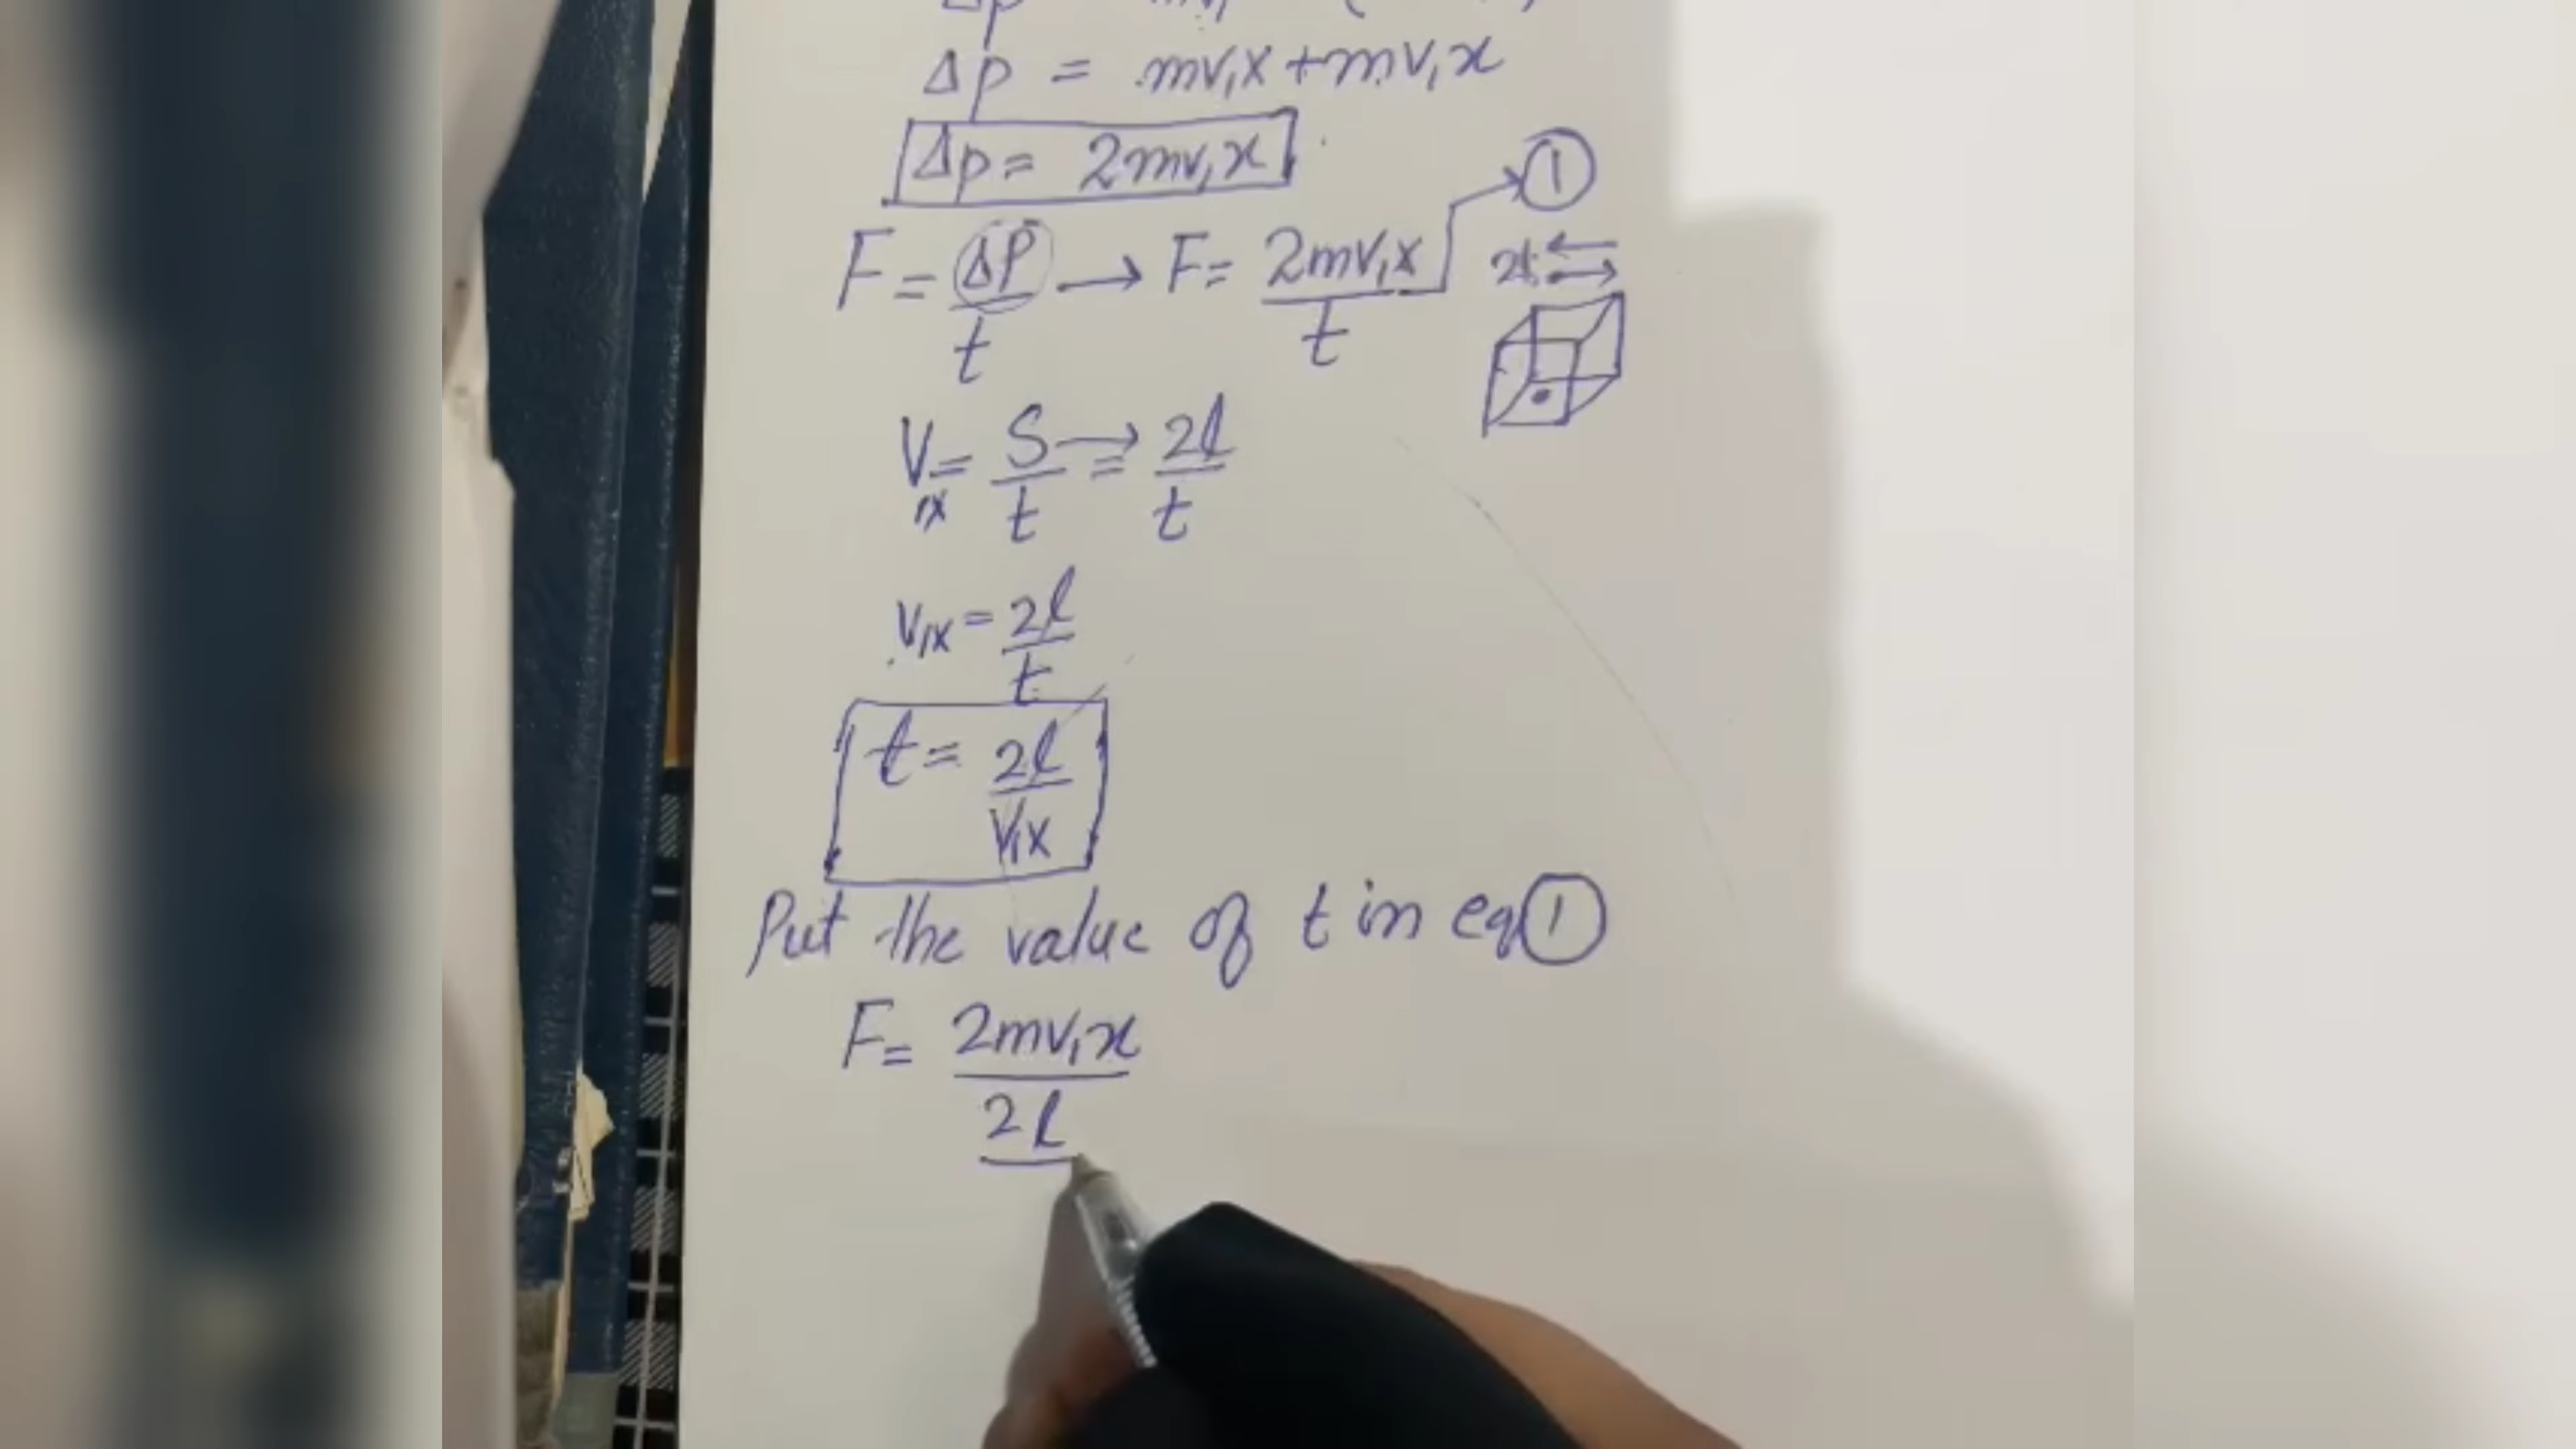 Δp = mv₁x + mv₁x
Δp = 2mv₁x
①
F = ΔP/t → F = 2mv₁x/t
V₁x = S/t → = 2l/t
V₁x = 2l/t
t = 2l/V₁x
Put the value of t in eq ①
F = 2mv₁x/2l